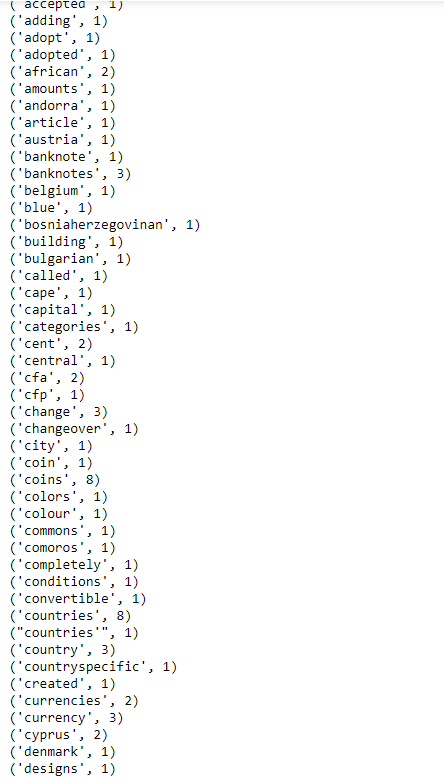 ('accepted', 1)
('adding', 1)
('adopt', 1)
('adopted', 1)
('african', 2)
('amounts', 1)
('andorra', 1)
('article', 1)
('austria', 1)
('banknote', 1)
('banknotes', 3)
('belgium', 1)
('blue', 1)
('bosniaherzegovinan', 1)
('building', 1)
('bulgarian', 1)
('called', 1)
('cape', 1)
('capital', 1)
('categories', 1)
('cent', 2)
('central', 1)
('cfa', 2)
('cfp', 1)
('change', 3)
('changeover', 1)
('city', 1)
('coin', 1)
('coins', 8)
('colors', 1)
('colour', 1)
('commons', 1)
('comoros', 1)
('completely', 1)
('conditions', 1)
('convertible', 1)
('countries', 8)
("countries'", 1)
('country', 3)
('countryspecific', 1)
('created', 1)
('currencies', 2)
('currency', 3)
('cyprus', 2)
('denmark', 1)
('designs', 1)